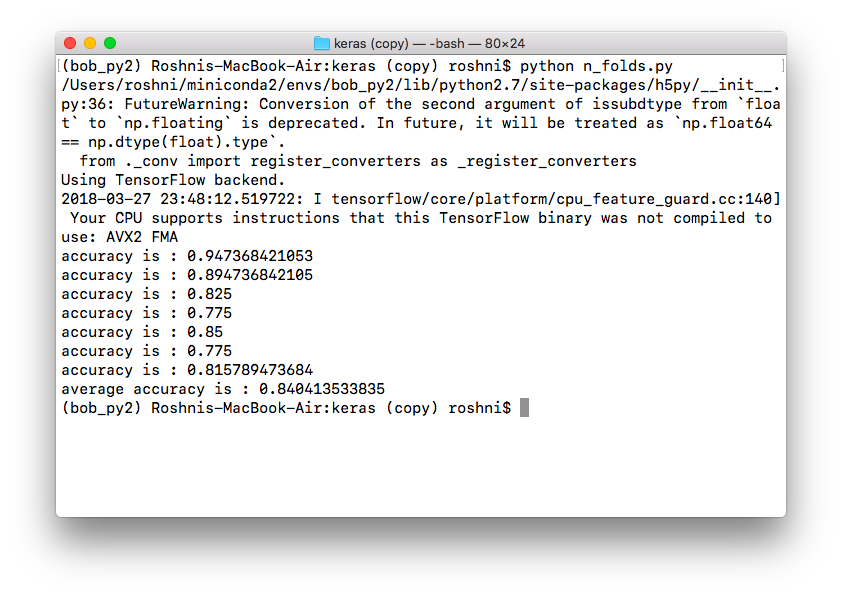 keras (copy) — -bash — 80×24
[(bob_py2) Roshnis-MacBook-Air:keras (copy) roshni$ python n_folds.py ]
/Users/roshni/miniconda2/envs/bob_py2/lib/python2.7/site-packages/h5py/__init__.
py:36: FutureWarning: Conversion of the second argument of issubdtype from `floa
t` to `np.floating` is deprecated. In future, it will be treated as `np.float64
== np.dtype(float).type`.
  from ._conv import register_converters as _register_converters
Using TensorFlow backend.
2018-03-27 23:48:12.519722: I tensorflow/core/platform/cpu_feature_guard.cc:140]
 Your CPU supports instructions that this TensorFlow binary was not compiled to
use: AVX2 FMA
accuracy is : 0.947368421053
accuracy is : 0.894736842105
accuracy is : 0.825
accuracy is : 0.775
accuracy is : 0.85
accuracy is : 0.775
accuracy is : 0.815789473684
average accuracy is : 0.840413533835
(bob_py2) Roshnis-MacBook-Air:keras (copy) roshni$